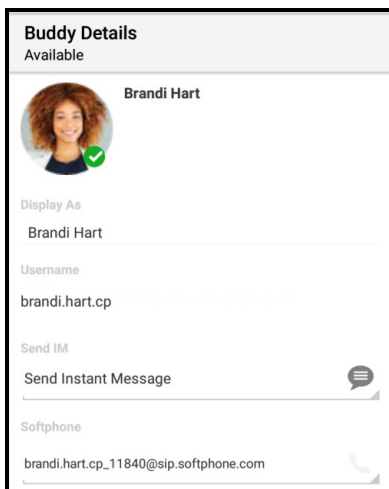 Buddy Details
Available
Brandi Hart
Display As
Brandi Hart
Username
brandi.hart.cp
Send IM
Send Instant Message
Softphone
brandi.hart.cp_11840@sip.softphone.com